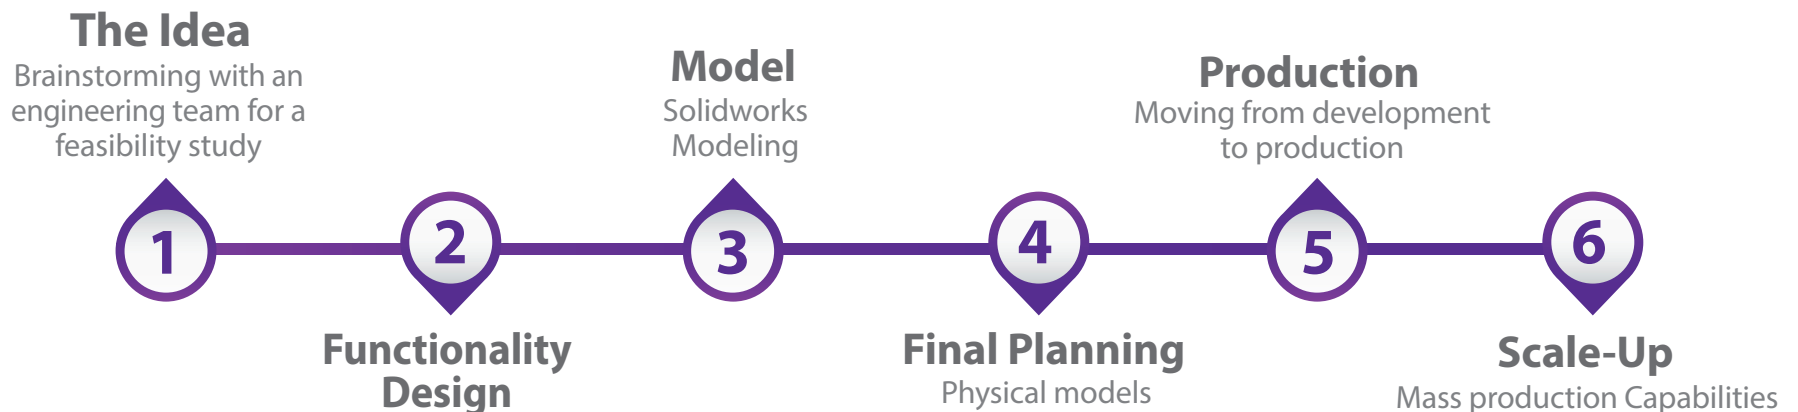 The Idea
Brainstorming with an
engineering team for a
feasibility study
1
2
Functionality
Design
Model
Solidworks
Modeling
3
4
Final Planning
Physical models
Production
Moving from development
to production
5
6
Scale-Up
Mass production Capabilities